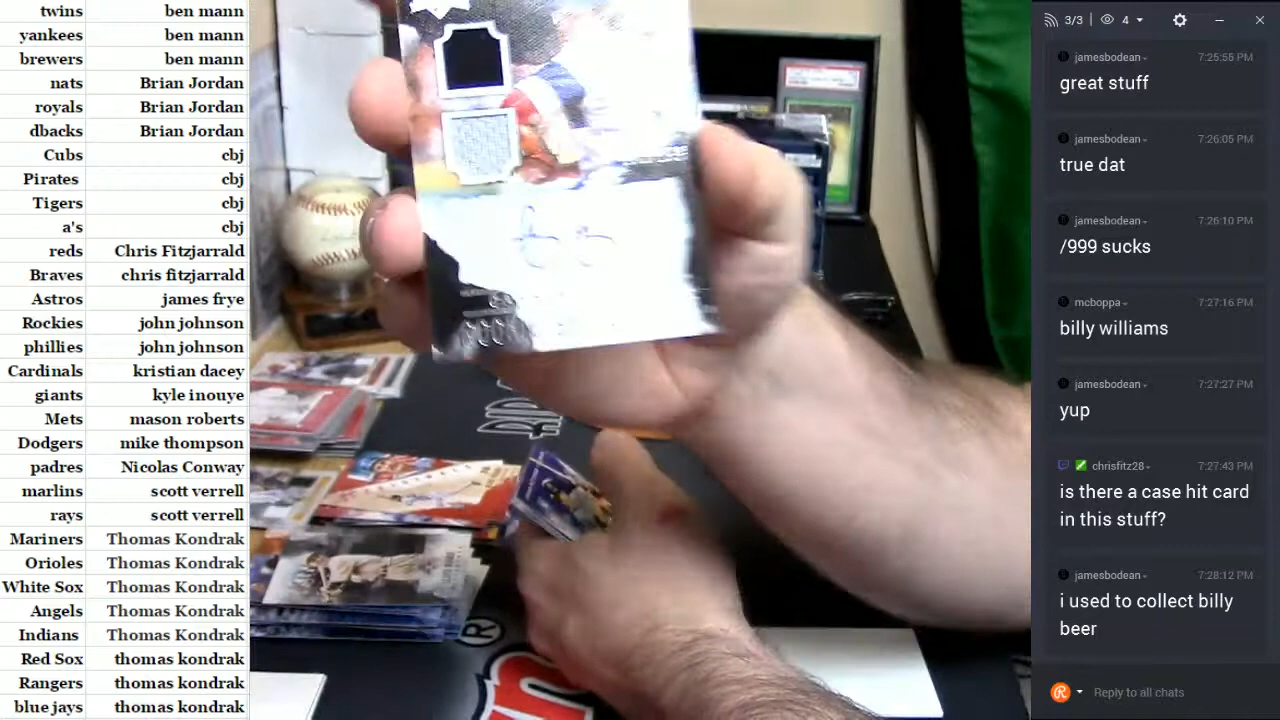 twins ben mann
yankees ben mann
brewers ben mann
nats Brian Jordan
royals Brian Jordan
dbacks Brian Jordan
Cubs cbj
Pirates cbj
Tigers cbj
a's cbj
reds Chris Fitzjarrald
Braves chris fitzjarrald
Astros james frye
Rockies john johnson
phillies john johnson
Cardinals kristian dacey
giants kyle inouye
Mets mason roberts
Dodgers mike thompson
padres Nicolas Conway
marlins scott verrell
rays scott verrell
Mariners Thomas Kondrak
Orioles Thomas Kondrak
White Sox Thomas Kondrak
Angels Thomas Kondrak
Indians Thomas Kondrak
Red Sox thomas kondrak
Rangers thomas kondrak
blue jays thomas kondrak
3/3 4
jamesbodean 7:25:55 PM
great stuff
jamesbodean 7:26:05 PM
true dat
jamesbodean 7:26:10 PM
/999 sucks
mcboppa 7:27:16 PM
billy williams
jamesbodean 7:27:27 PM
yup
chrisfitz28 7:27:43 PM
is there a case hit card
in this stuff?
jamesbodean 7:28:12 PM
i used to collect billy
beer
Reply to all chats